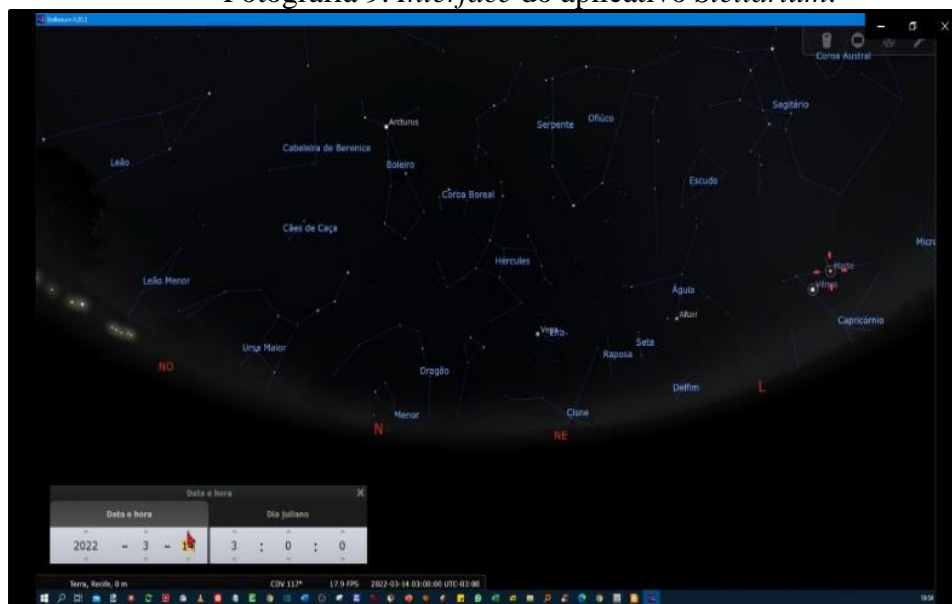 Fotografia 9. Interface do aplicativo Stellarium.
Coroa Austral
Sagitário
Arcturus
Serpente
Ofiúco
Cabeleira de Berenice
Leão
Boieiro
Escudo
Coroa Boreal
Cães de Caça
Hércules
Marte
Leão Menor
Vênus
Águia
Altair
Capricórnio
Vega
Seta
Ursa Maior
Raposa
NO
Dragão
Delfim
L
Menor
Cisne
N
NE
Data e hora
Data e hora
Dia juliano
2022 - 3 - 14
3 : 0 : 0
Terra, Recife, 0 m
CDV 117°
17.9 FPS
2022-03-14 03:00:00 UTC-03:00